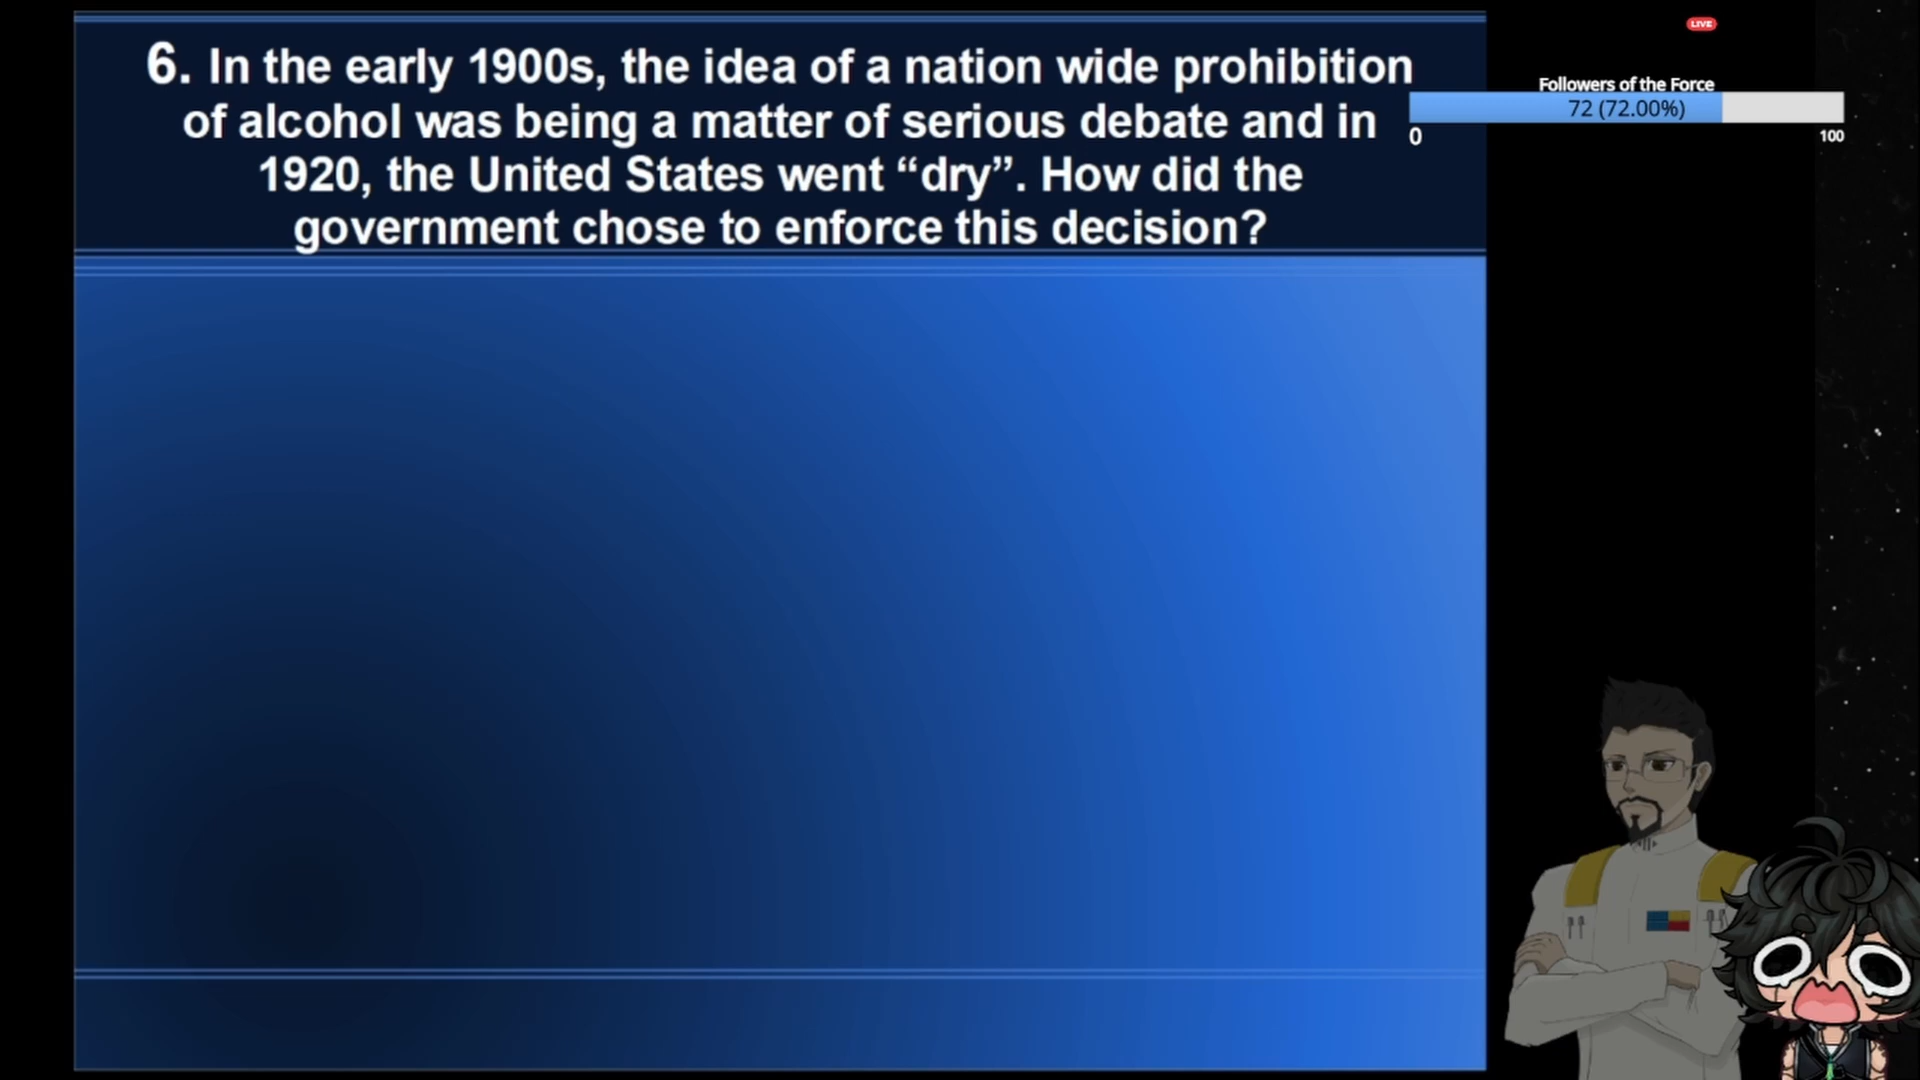 6. In the early 1900s, the idea of a nation wide prohibition
of alcohol was being a matter of serious debate and in
1920, the United States went “dry”. How did the
government chose to enforce this decision?
LIVE
Followers of the Force
72 (72.00%)
0
100